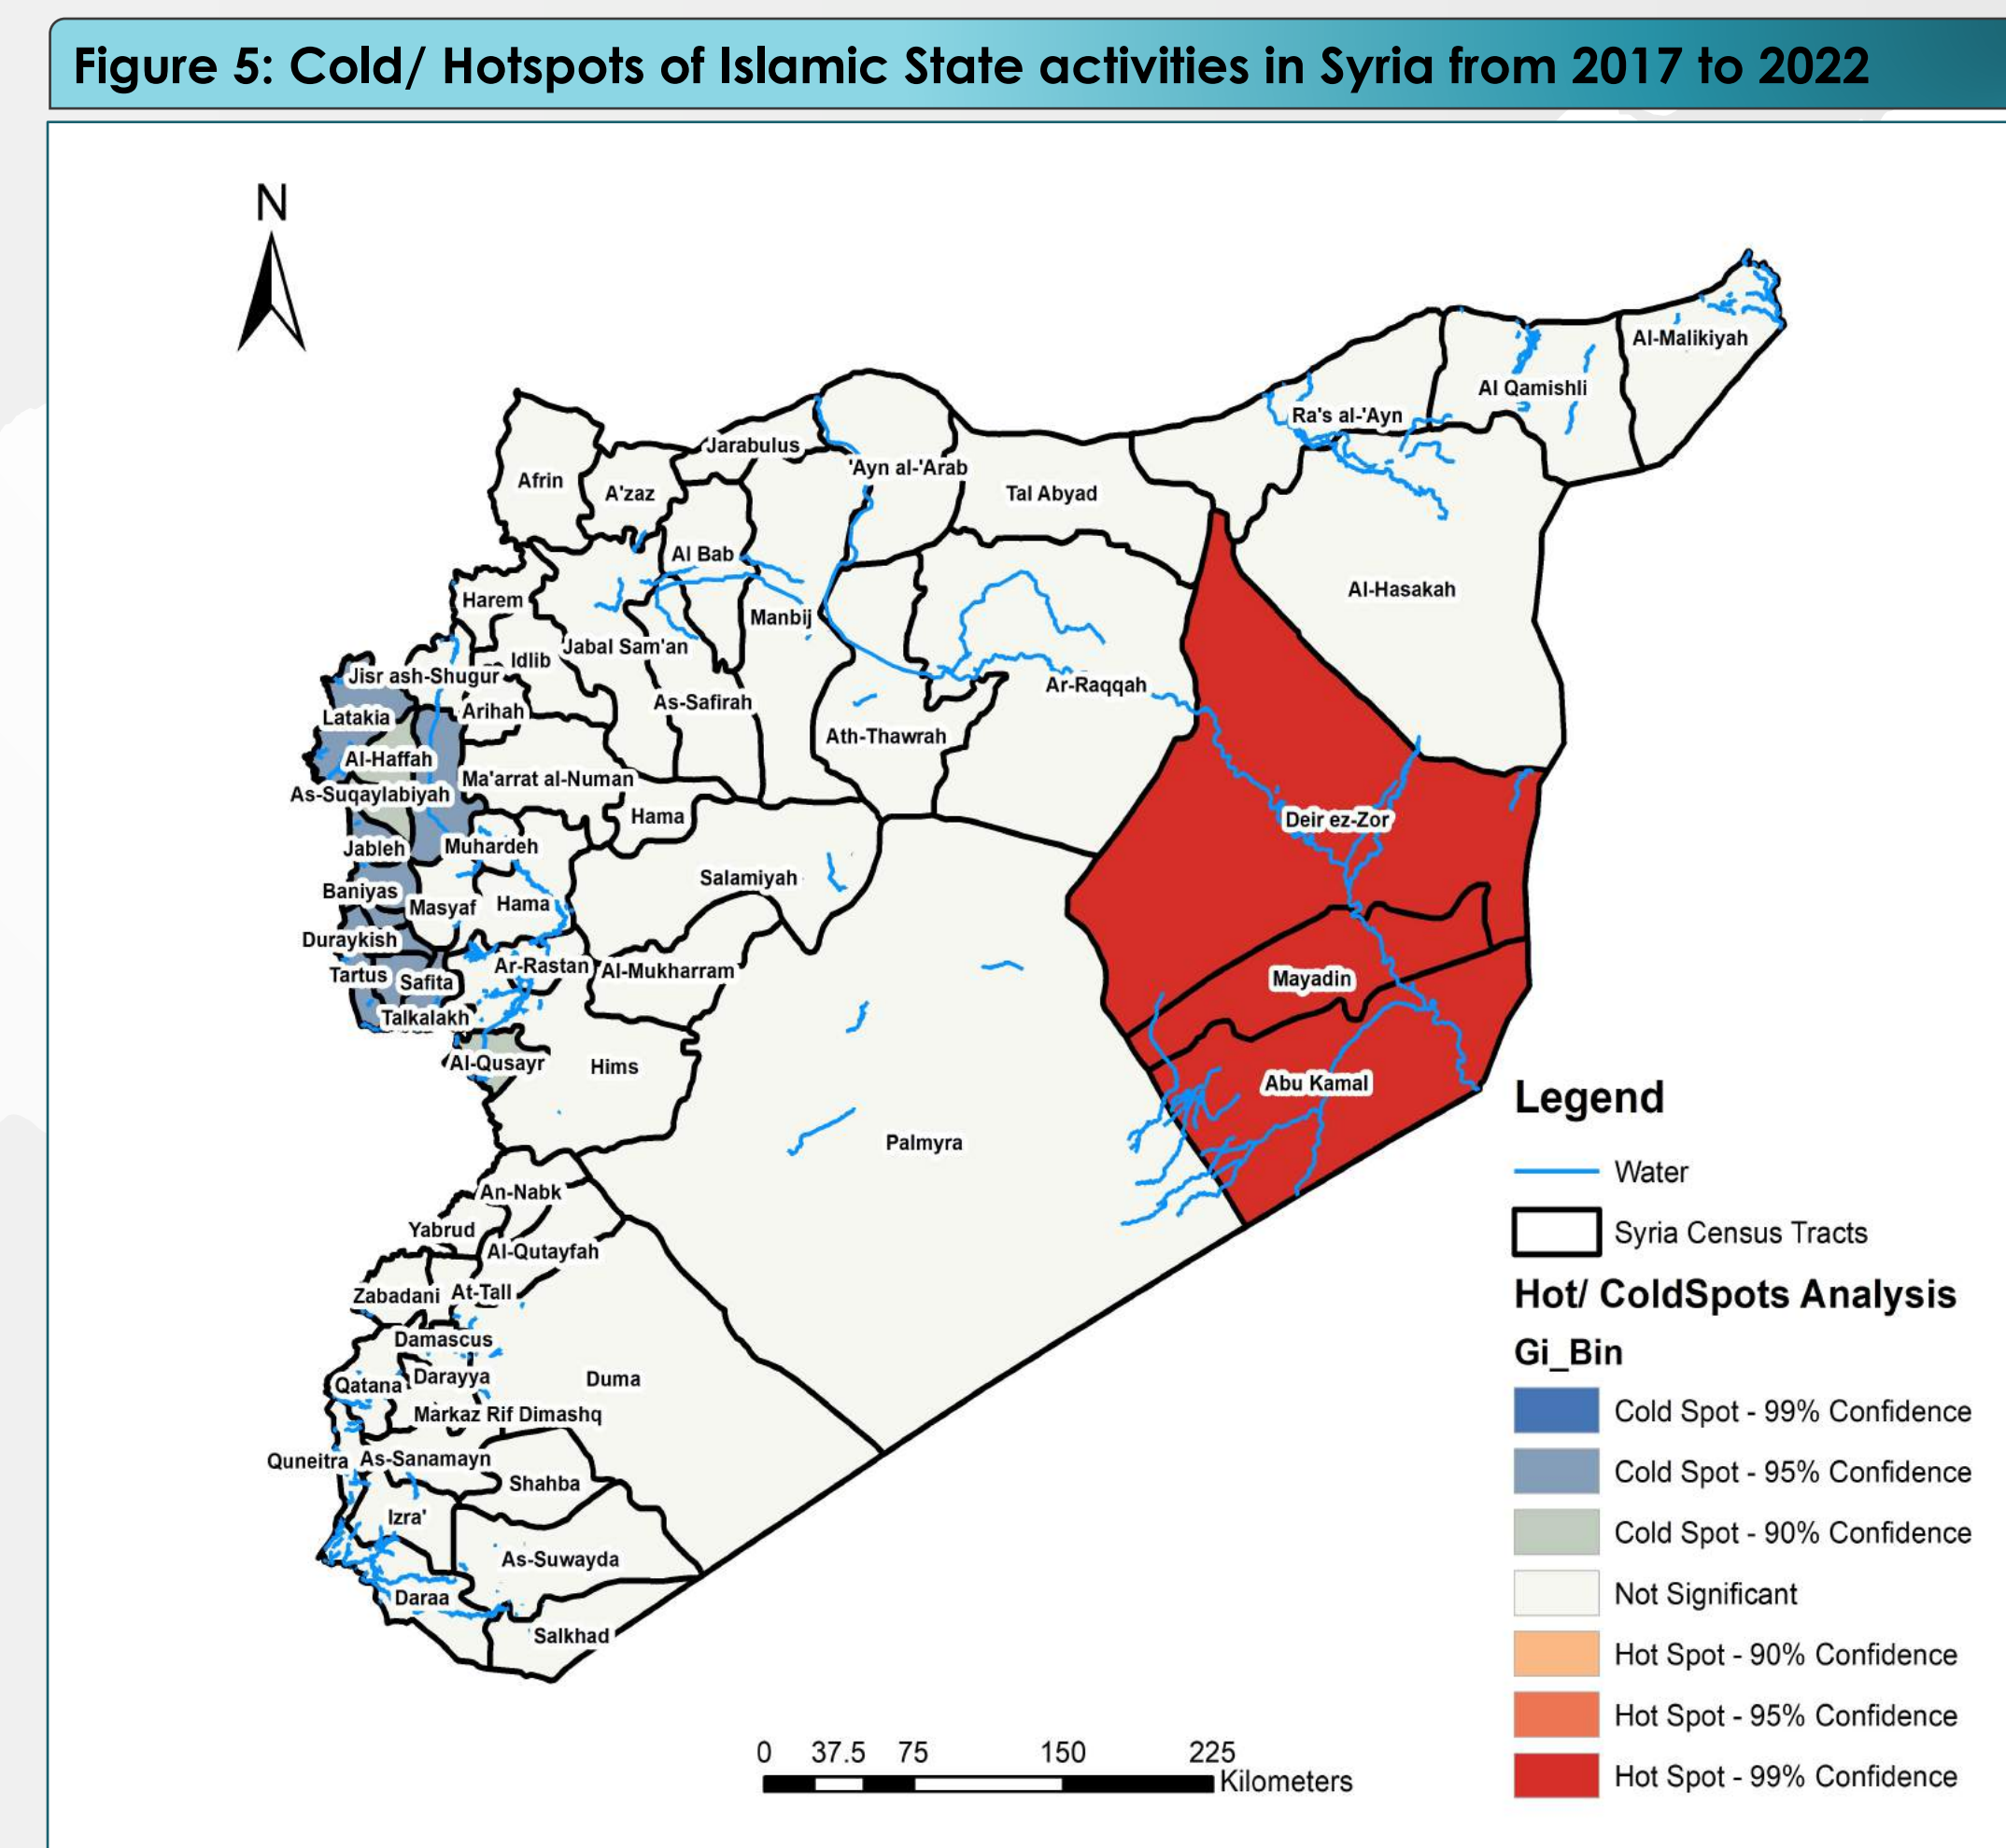 Figure 5: Cold/ Hotspots of Islamic State activities in Syria from 2017 to 2022
N
Al-Malikiyah
Al Qamishli
Ra's al-'Ayn
Jarabulus
'Ayn al-'Arab
Afrin
A'zaz
Tal Abyad
Al Bab
Al-Hasakah
Harem
Manbij
Jabal Sam'an
Idlib
Jisr ash-Shugur
Ar-Raqqah
As-Safirah
Arihah
Latakia
Ath-Thawrah
Al-Haffah
Ma'arrat al-Numan
As-Suqaylabiyah
Hama
Deir ez-Zor
Jableh
Muhardeh
Salamiyah
Baniyas
Masyaf
Hama
Duraykish
Ar-Rastan
Al-Mukharram
Tartus
Safita
Mayadin
Talkalakh
Al-Qusayr
Hims
Abu Kamal
Palmyra
An-Nabk
Yabrud
Al-Qutayfah
Zabadani
At-Tall
Damascus
Darayya
Qatana
Duma
Markaz Rif Dimashq
Quneitra
As-Sanamayn
Shahba
Izra'
As-Suwayda
Daraa
Salkhad
Legend
Water
Syria Census Tracts
Hot/ ColdSpots Analysis
Gi_Bin
Cold Spot - 99% Confidence
Cold Spot - 95% Confidence
Cold Spot - 90% Confidence
Not Significant
Hot Spot - 90% Confidence
Hot Spot - 95% Confidence
Hot Spot - 99% Confidence
0 37.5 75 150 225
Kilometers